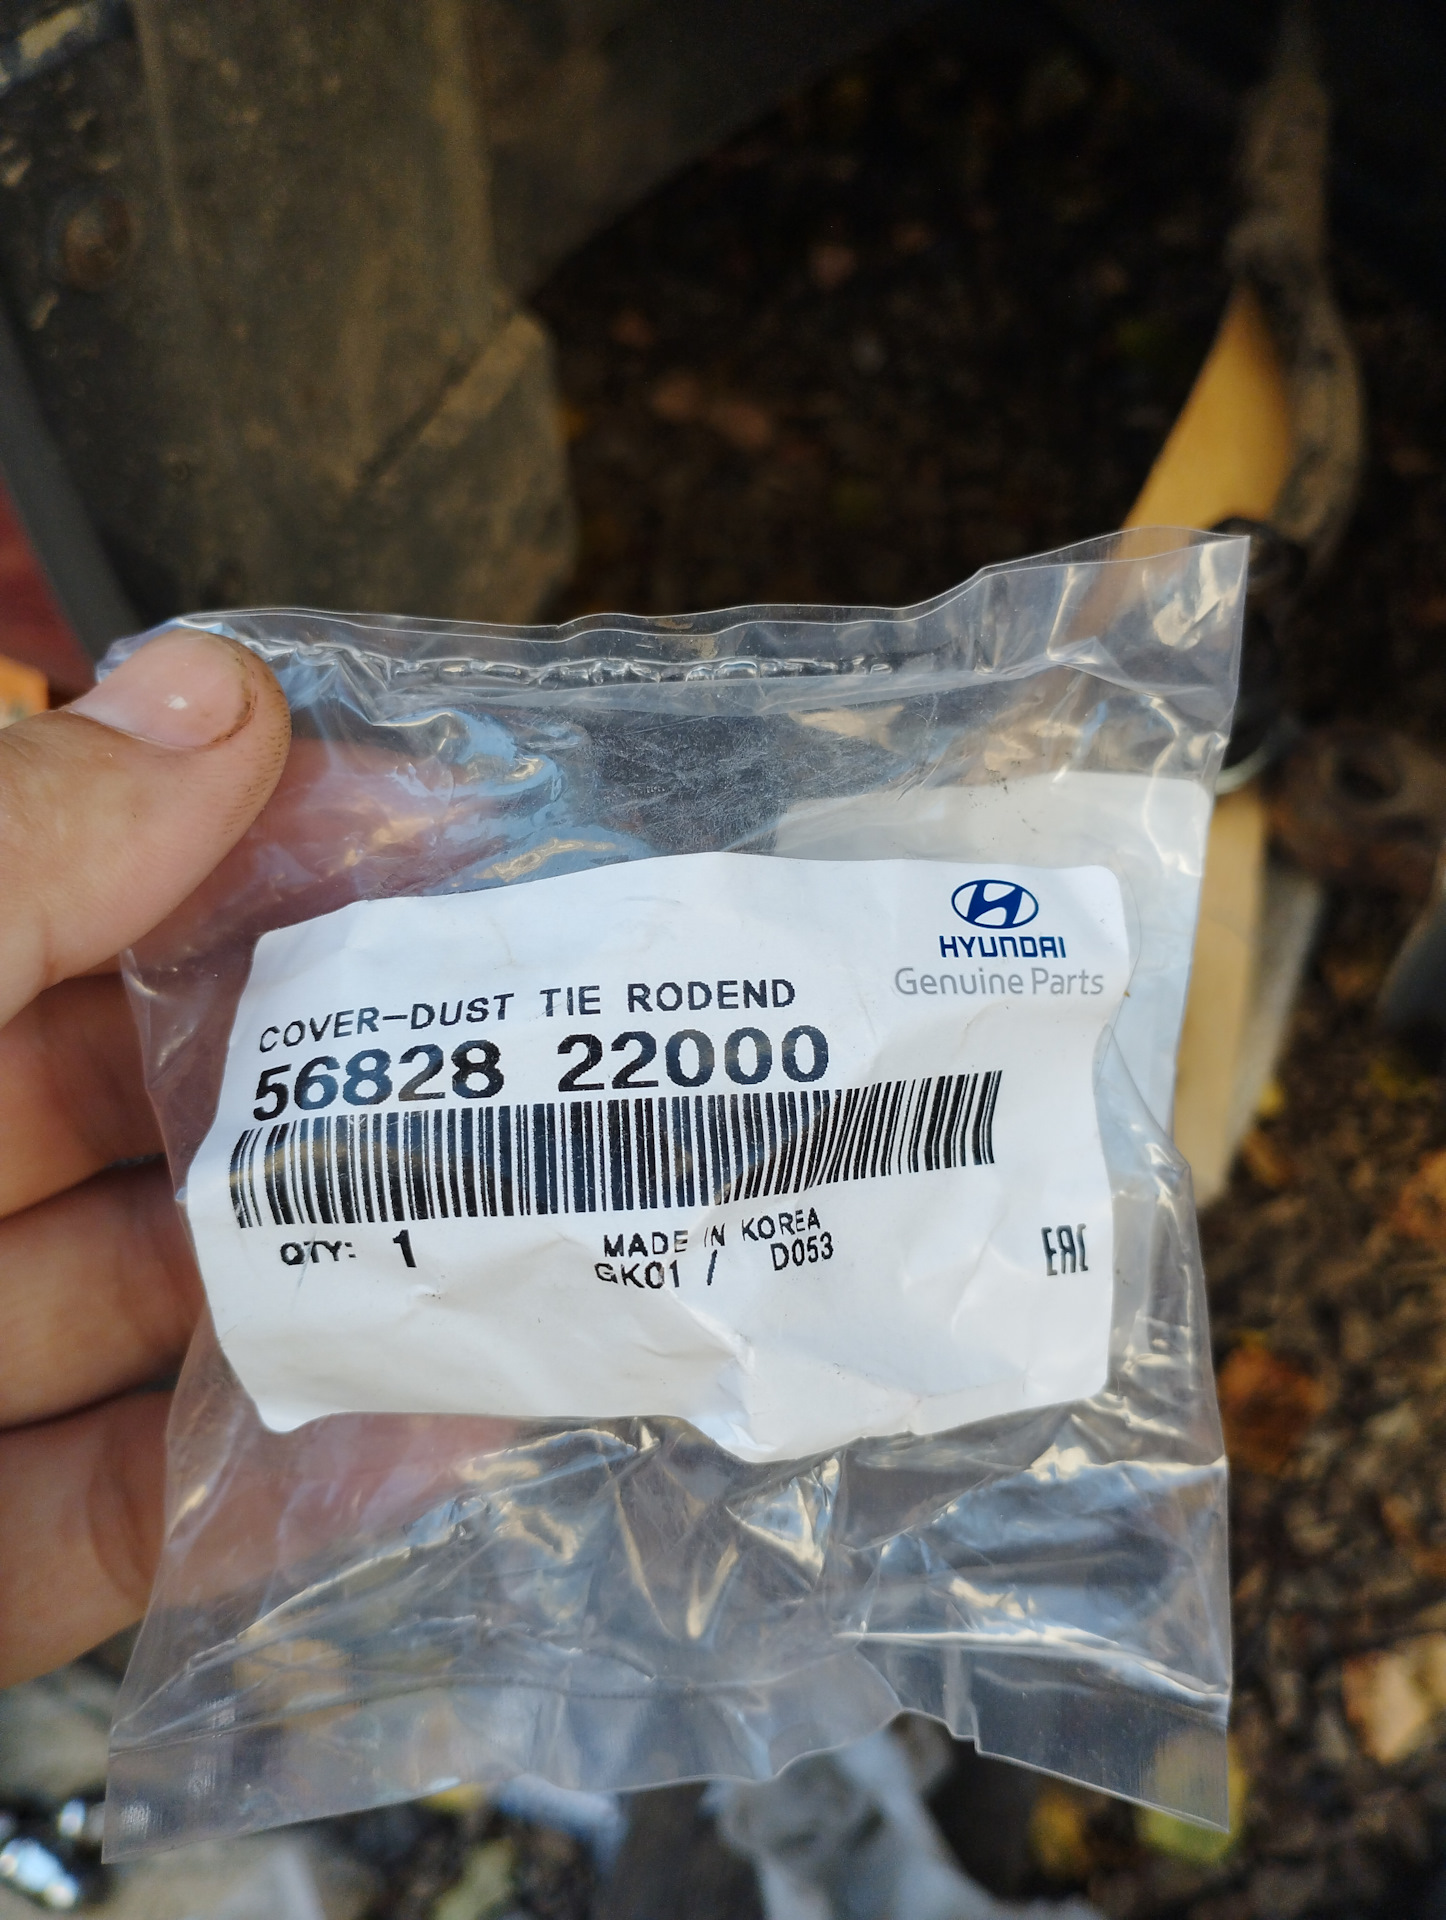 HYUNDAI
Genuine Parts
COVER-DUST TIE RODEND
56828 22000
QTY: 1
MADE IN KOREA
GK01 / D053
EAC